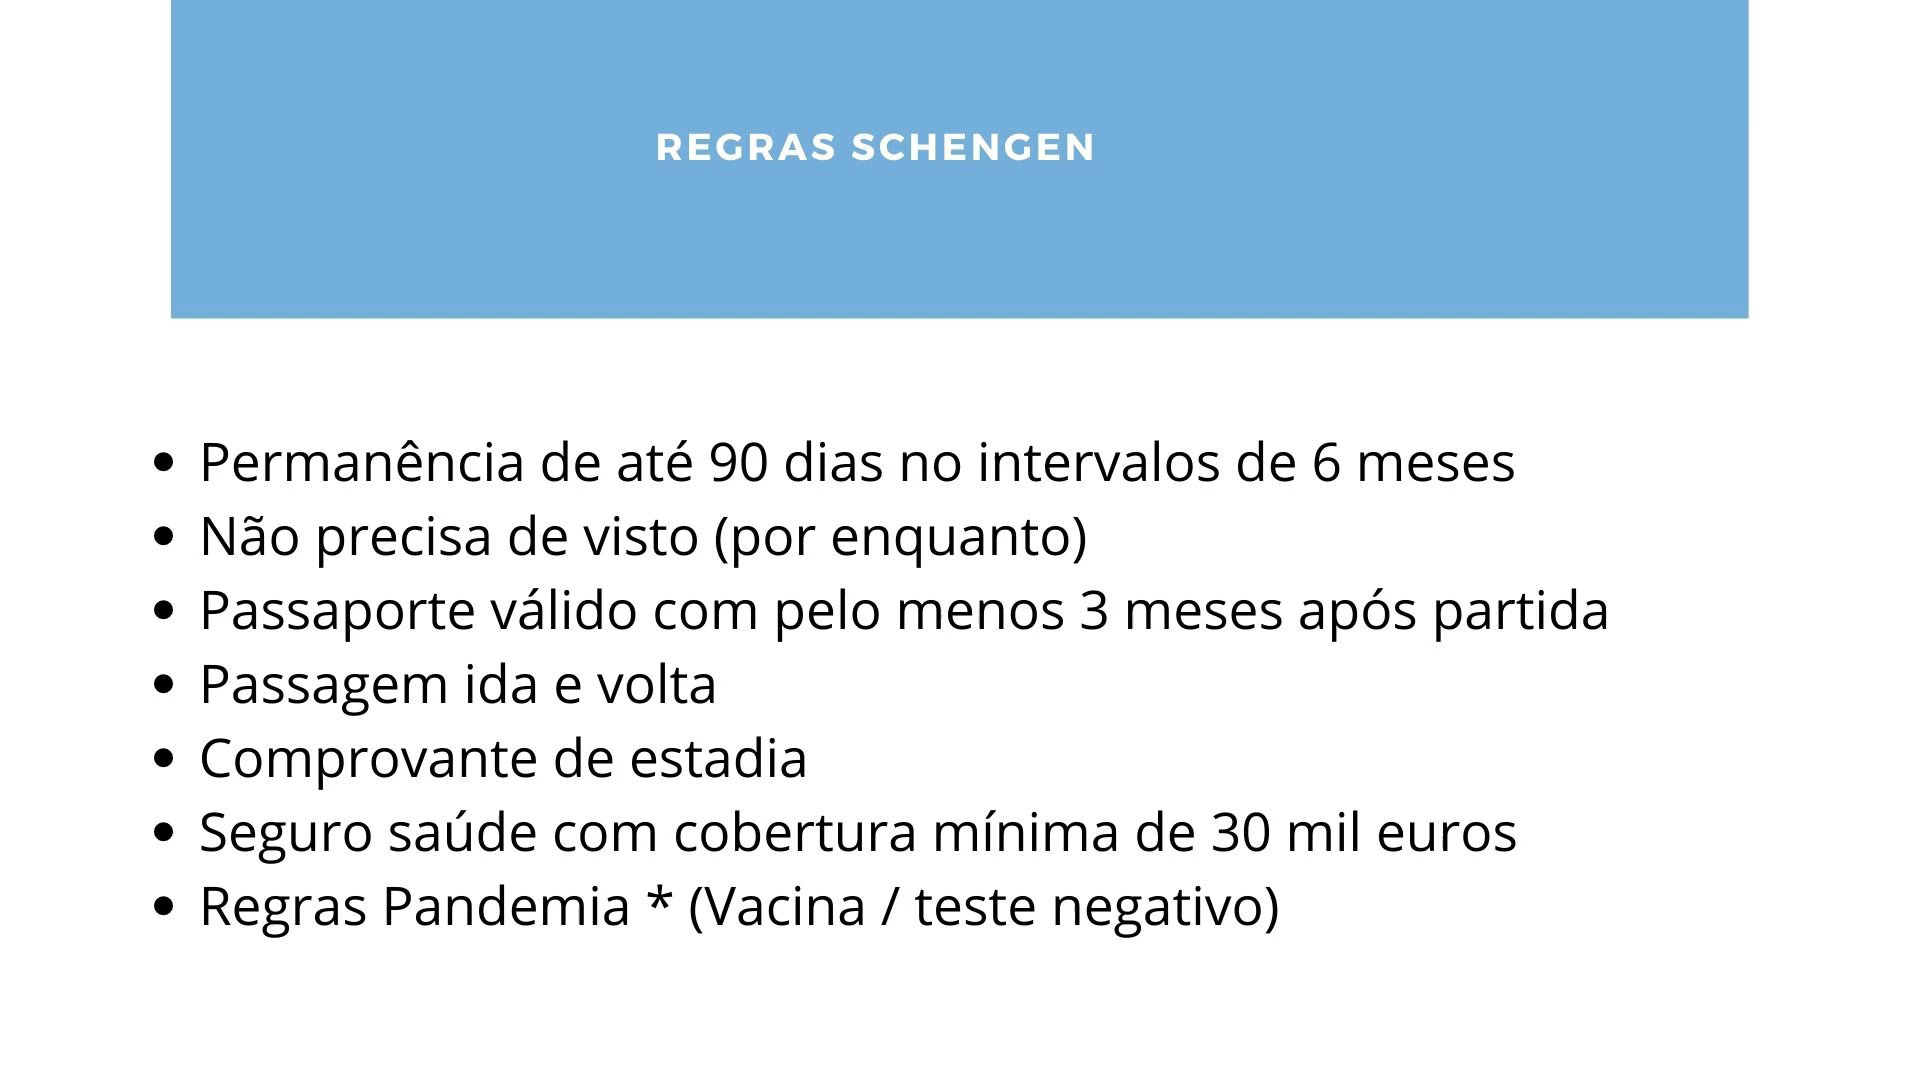 REGRAS SCHENGEN
• Permanência de até 90 dias no intervalos de 6 meses
• Não precisa de visto (por enquanto)
• Passaporte válido com pelo menos 3 meses após partida
• Passagem ida e volta
• Comprovante de estadia
• Seguro saúde com cobertura mínima de 30 mil euros
• Regras Pandemia * (Vacina / teste negativo)